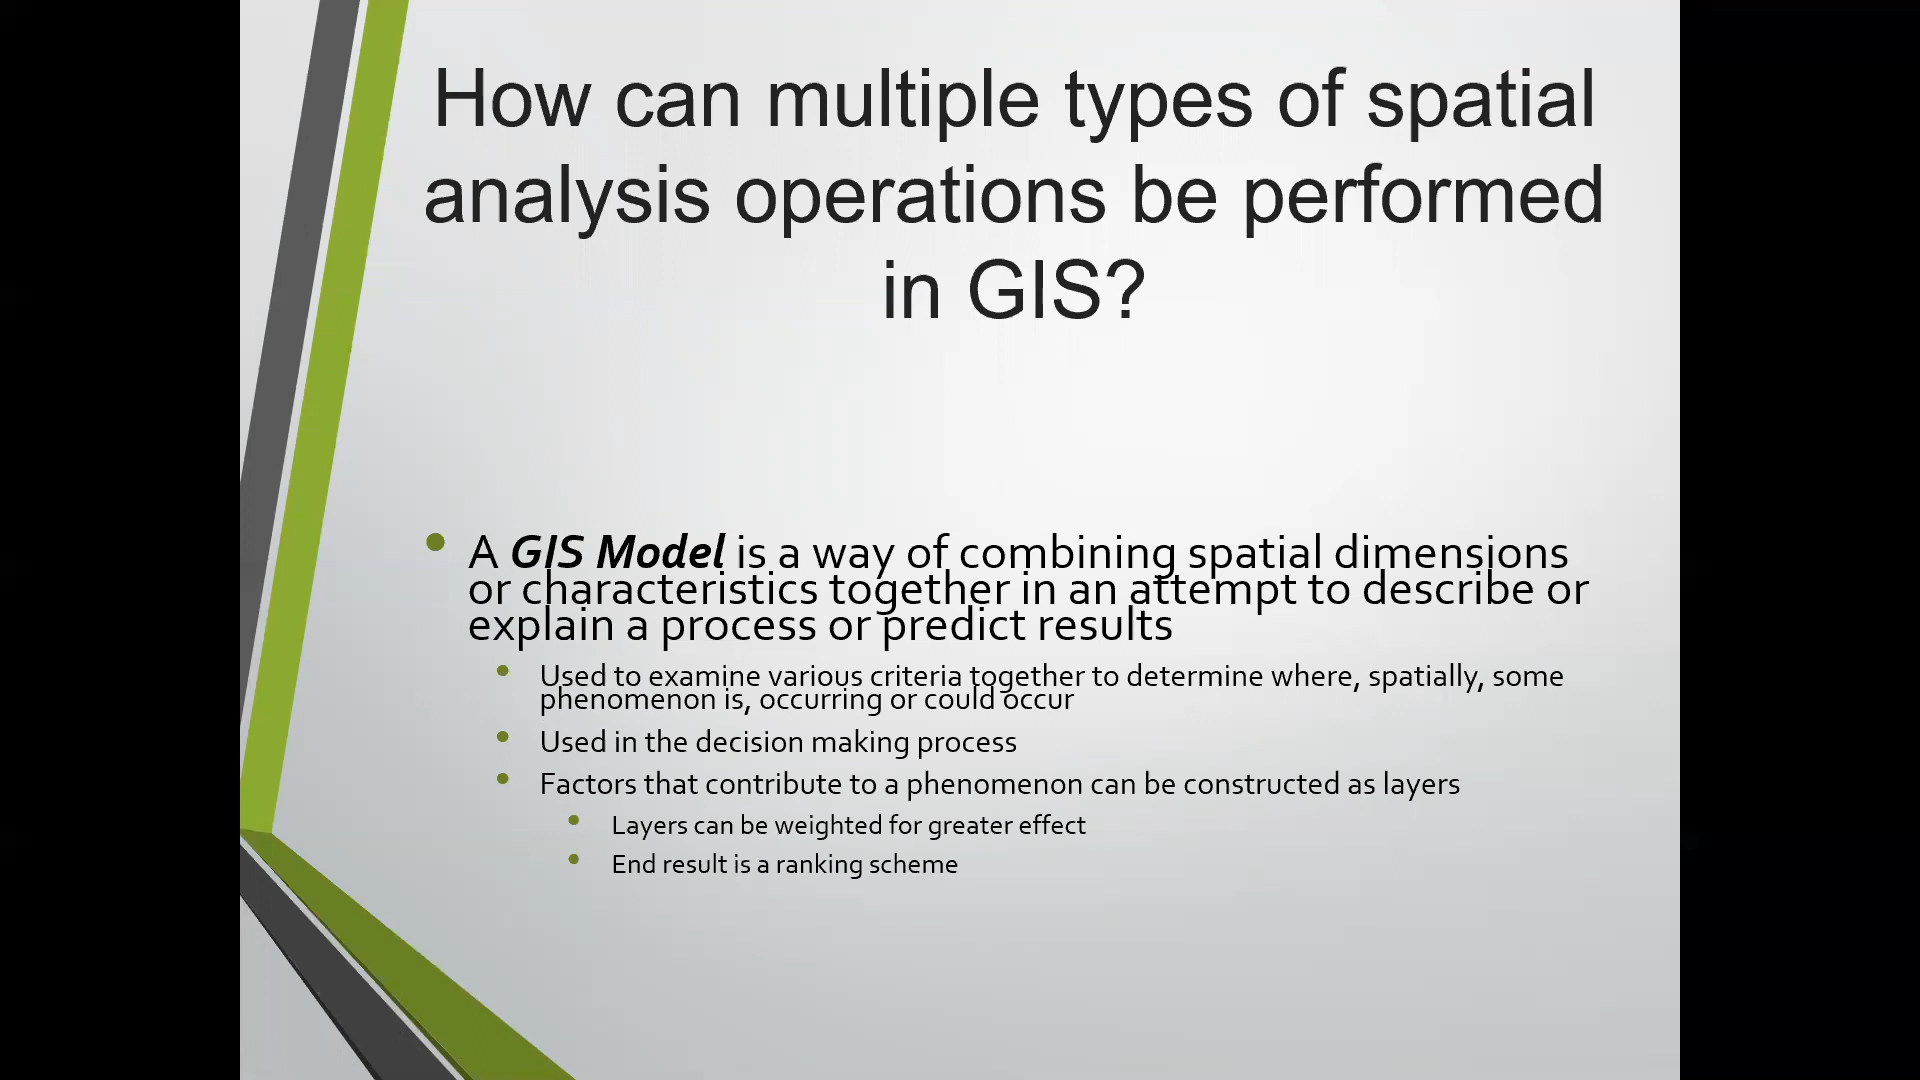 How can multiple types of spatial
analysis operations be performed
in GIS?
A GIS Model is a way of combining spatial dimensions
or characteristics together in an attempt to describe or
explain a process or predict results
Used to examine various criteria together to determine where, spatially, some
phenomenon is, occurring or could occur
Used in the decision making process
Factors that contribute to a phenomenon can be constructed as layers
Layers can be weighted for greater effect
End result is a ranking scheme